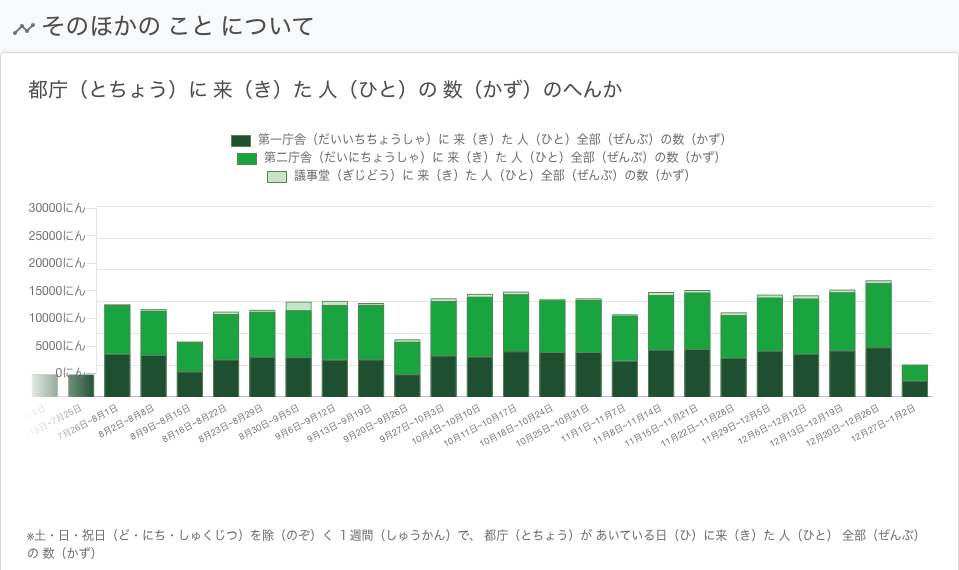 そのほかの こと について
都庁（とちょう）に 来（き）た 人（ひと）の 数（かず）のへんか
第一庁舎（だいいちちょうしゃ）に 来（き）た 人（ひと）全部（ぜんぶ）の数（かず）
第二庁舎（だいにちょうしゃ）に 来（き）た 人（ひと）全部（ぜんぶ）の数（かず）
議事堂（ぎじどう）に 来（き）た 人（ひと）全部（ぜんぶ）の数（かず）
30000にん
25000にん
20000にん
15000にん
10000にん
5000にん
0にん
19日~7月25日
7月26日~8月1日
8月2日~8月8日
8月9日~8月15日
8月16日~8月22日
8月23日~8月29日
8月30日~9月5日
9月6日~9月12日
9月13日~9月19日
9月20日~9月26日
9月27日~10月3日
10月4日~10月10日
10月11日~10月17日
10月18日~10月24日
10月25日~10月31日
11月1日~11月7日
11月8日~11月14日
11月15日~11月21日
11月22日~11月28日
11月29日~12月5日
12月6日~12月12日
12月13日~12月19日
12月20日~12月26日
12月27日~1月2日
※土・日・祝日（ど・にち・しゅくじつ）を除（のぞ）く １週間（しゅうかん）で、 都庁（とちょう）が あいている日（ひ）に来（き）た 人（ひと） 全部（ぜんぶ）
の 数（かず）